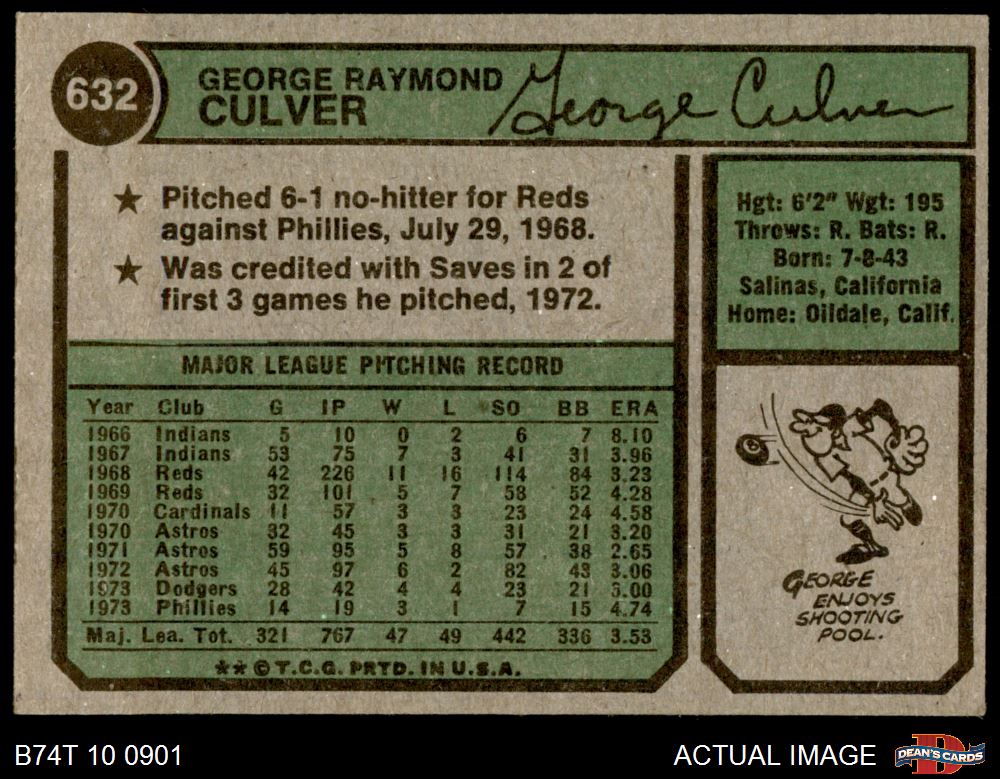 632
GEORGE RAYMOND
CULVER
George Culver
★ Pitched 6-1 no-hitter for Reds
against Phillies, July 29, 1968.
★ Was credited with Saves in 2 of
first 3 games he pitched, 1972.
Hgt: 6'2" Wgt: 195
Throws: R. Bats: R.
Born: 7-8-43
Salinas, California
Home: Oildale, Calif.
MAJOR LEAGUE PITCHING RECORD
Year Club G IP W L SO BB ERA
1966 Indians 5 10 0 2 6 7 8.10
1967 Indians 53 75 7 3 41 31 3.96
1968 Reds 42 226 11 16 114 84 3.23
1969 Reds 32 101 5 7 58 52 4.28
1970 Cardinals 11 57 3 3 23 24 4.58
1970 Astros 32 45 3 3 31 21 3.20
1971 Astros 59 95 5 8 57 38 2.65
1972 Astros 45 97 6 2 82 43 3.06
1973 Dodgers 28 42 4 4 23 21 3.00
1973 Phillies 14 19 3 1 7 15 4.74
Maj. Lea. Tot. 321 767 47 49 442 336 3.53
**©T.C.G. PRTD. IN U.S.A.
8
GEORGE
ENJOYS
SHOOTING
POOL.
B74T 10 0901
ACTUAL IMAGE
D
DEAN'S CARDS